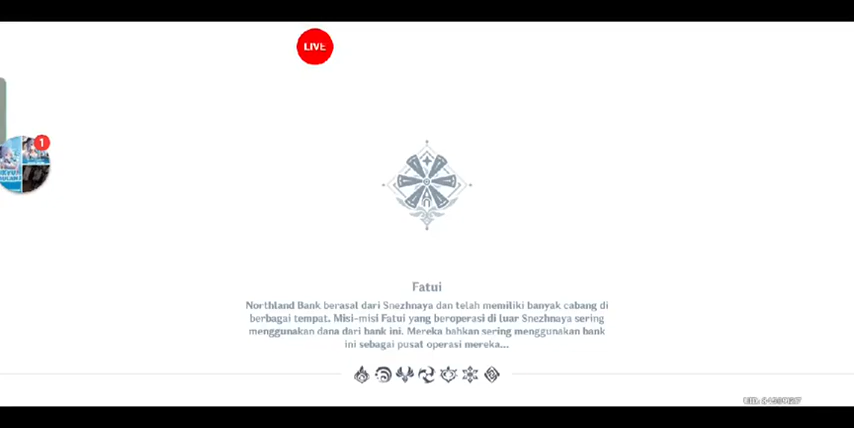 LIVE
1
Fatui
Northland Bank berasal dari Snezhnaya dan telah memiliki banyak cabang di
berbagai tempat. Misi-misi Fatui yang beroperasi di luar Snezhnaya sering
menggunakan dana dari bank ini. Mereka bahkan sering menggunakan bank
ini sebagai pusat operasi mereka...
UID: